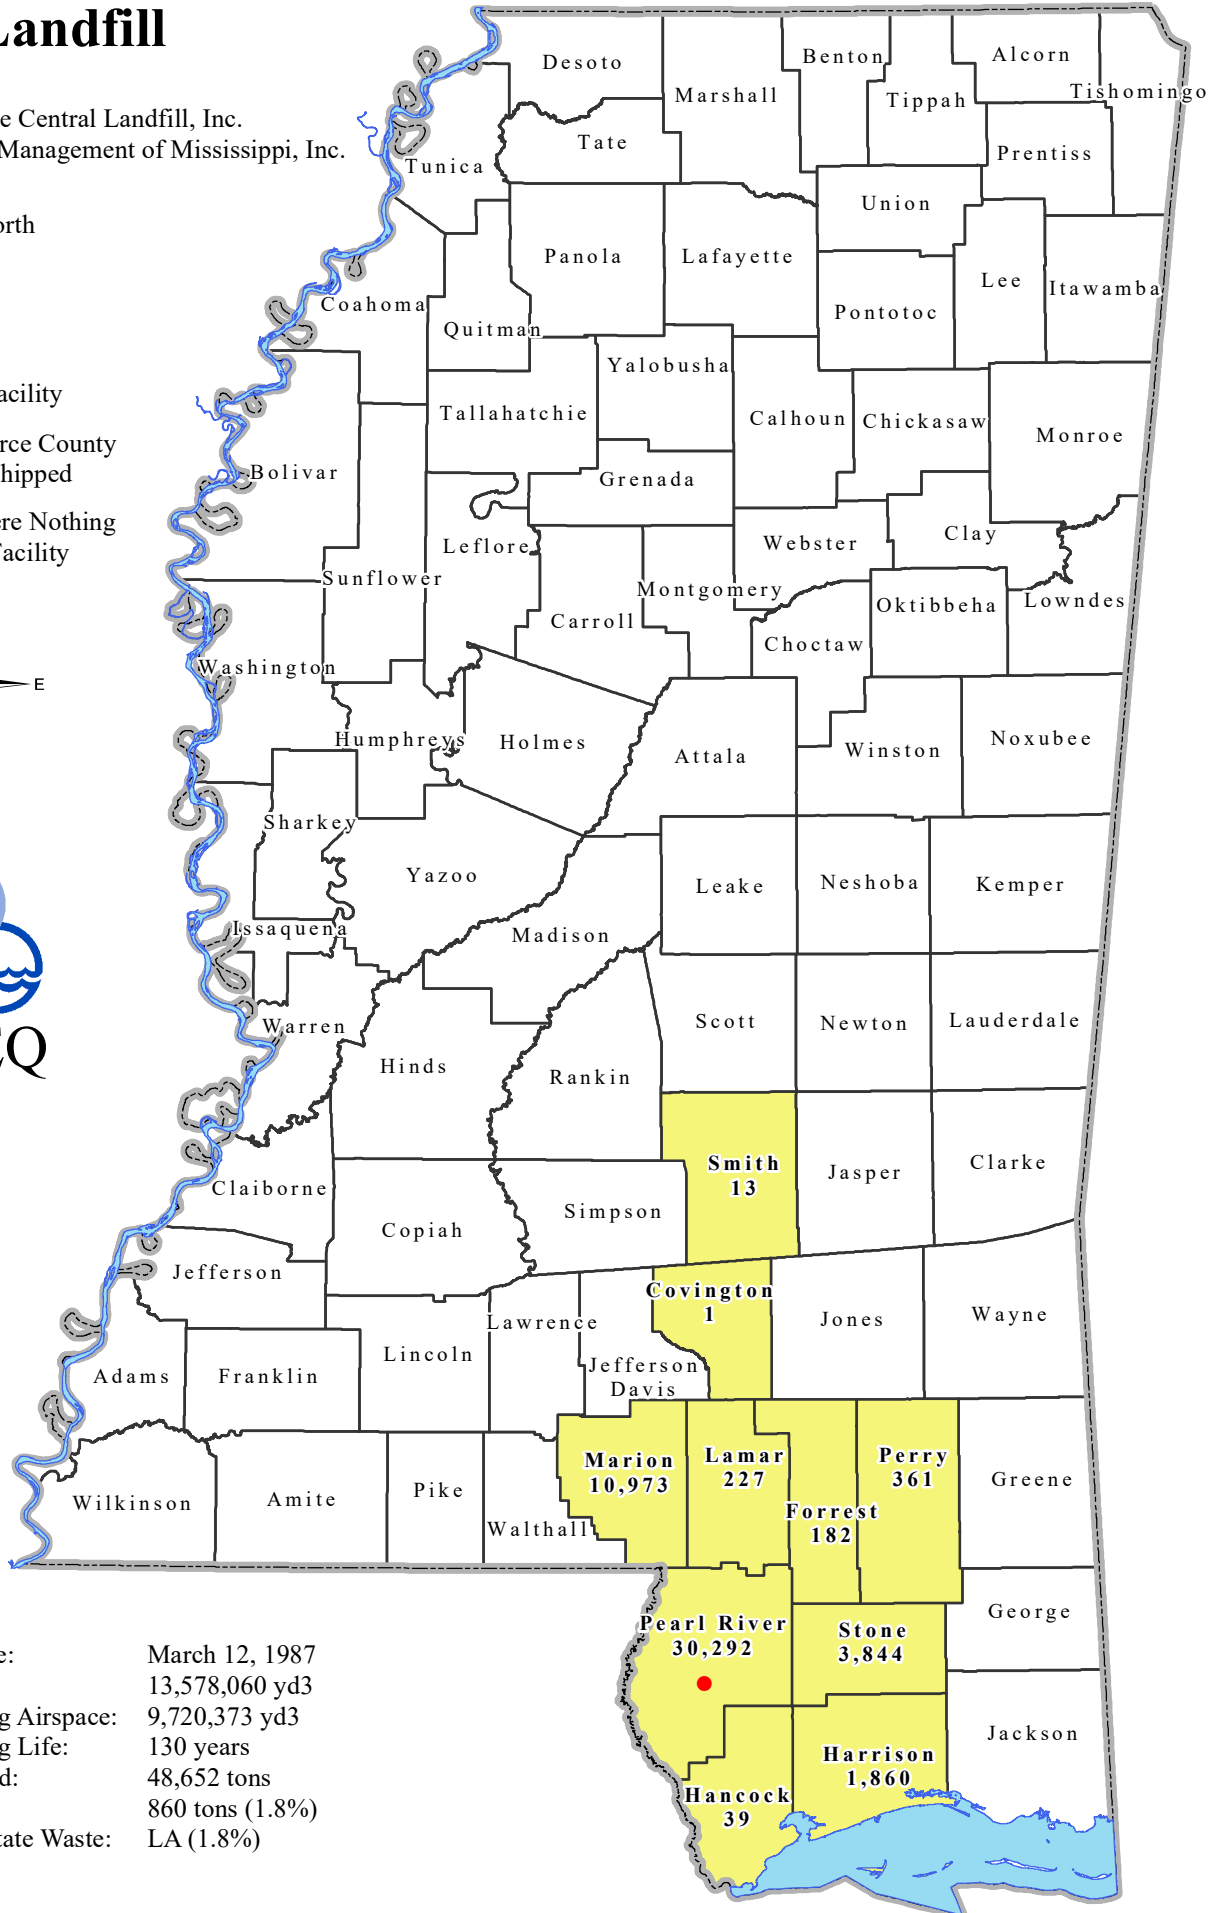 Landfill
e Central Landfill, Inc.
Management of Mississippi, Inc.
orth
acility
rce County
hipped
ere Nothing
Facility
E
CQ
Desoto
Marshall
Benton
Tippah
Alcorn
Tishomingo
Tate
Tunica
Prentiss
Union
Panola
Lafayette
Lee
Itawamba
Coahoma
Quitman
Pontotoc
Yalobusha
Tallahatchie
Calhoun
Chickasaw
Monroe
Bolivar
Grenada
Leflore
Webster
Clay
Sunflower
Montgomery
Oktibbeha
Lowndes
Carroll
Choctaw
Washington
Humphreys
Holmes
Attala
Winston
Noxubee
Sharkey
Yazoo
Leake
Neshoba
Kemper
Issaquena
Madison
Warren
Scott
Newton
Lauderdale
Hinds
Rankin
Smith
13
Jasper
Clarke
Claiborne
Copiah
Simpson
Jefferson
Covington
1
Lawrence
Jones
Wayne
Lincoln
Jefferson
Davis
Adams
Franklin
Marion
10,973
Lamar
227
Perry
361
Greene
Wilkinson
Amite
Pike
Walthall
Forrest
182
George
Pearl River
30,292
Stone
3,844
Jackson
Harrison
1,860
Hancock
39
e: March 12, 1987
13,578,060 yd3
g Airspace: 9,720,373 yd3
g Life: 130 years
d: 48,652 tons
860 tons (1.8%)
tate Waste: LA (1.8%)